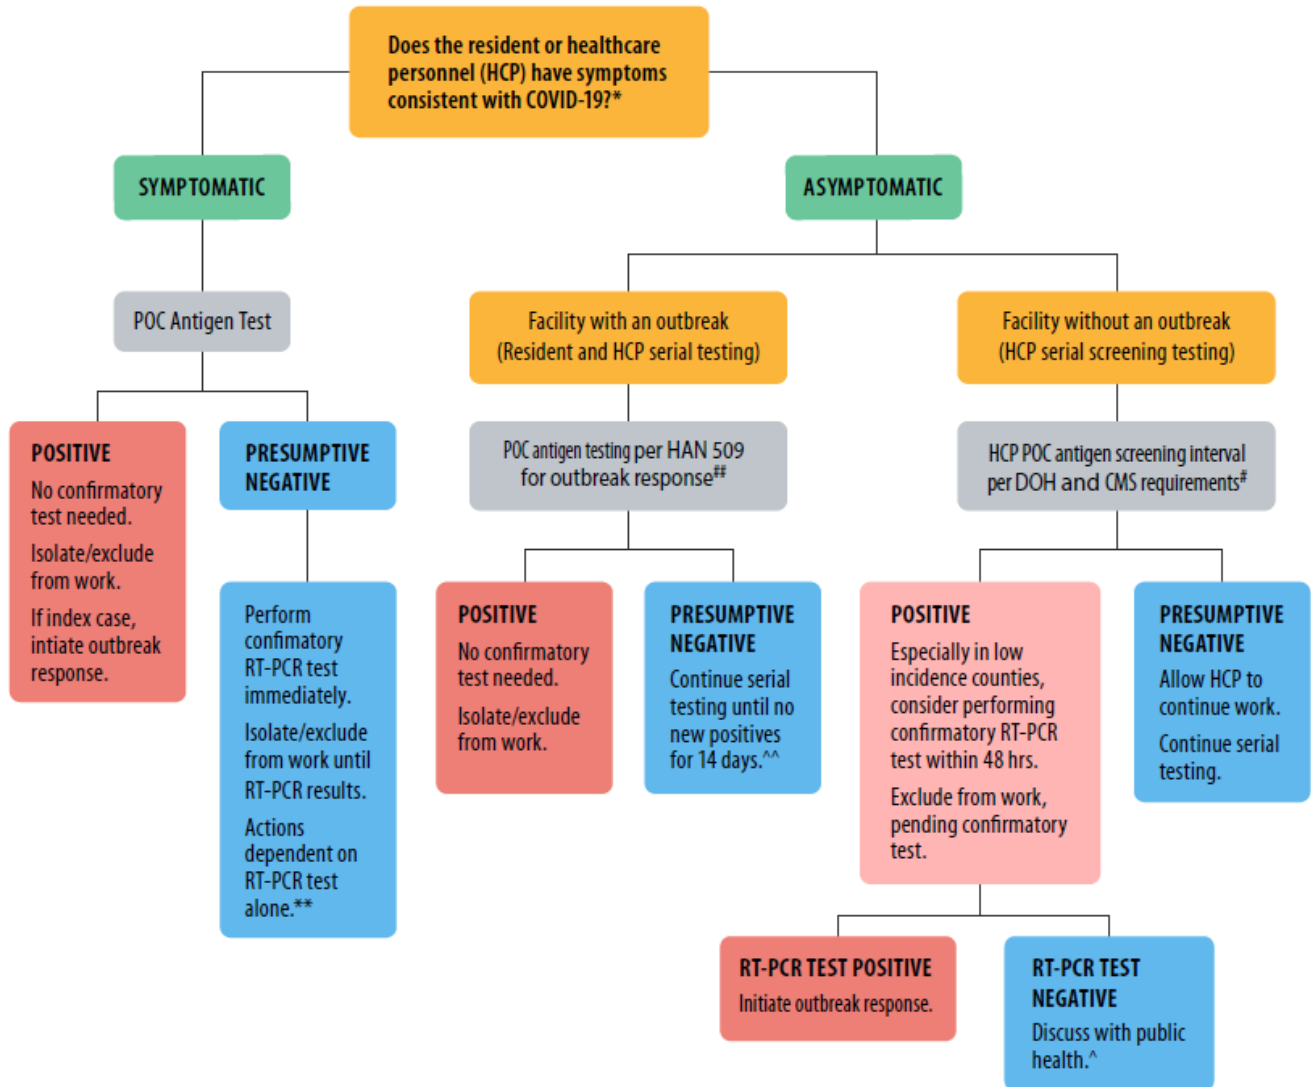 Does the resident or healthcare
personnel (HCP) have symptoms
consistent with COVID-19?*
SYMPTOMATIC
ASYMPTOMATIC
POC Antigen Test
Facility with an outbreak
(Resident and HCP serial testing)
Facility without an outbreak
(HCP serial screening testing)
POSITIVE
No confirmatory
test needed.
Isolate/exclude
from work.
If index case,
intiate outbreak
response.
PRESUMPTIVE
NEGATIVE
POC antigen testing per HAN 509
for outbreak response##
HCP POC antigen screening interval
per DOH and CMS requirements#
Perform
confimatory
RT-PCR test
immediately.
Isolate/exclude
from work until
RT-PCR results.
Actions
dependent on
RT-PCR test
alone.**
POSITIVE
No confirmatory
test needed.
Isolate/exclude
from work.
PRESUMPTIVE
NEGATIVE
Continue serial
testing until no
new positives
for 14 days.^^
POSITIVE
Especially in low
incidence counties,
consider performing
confirmatory RT-PCR
test within 48 hrs.
Exclude from work,
pending confirmatory
test.
PRESUMPTIVE
NEGATIVE
Allow HCP to
continue work.
Continue serial
testing.
RT-PCR TEST POSITIVE
Initiate outbreak response.
RT-PCR TEST
NEGATIVE
Discuss with public
health.^